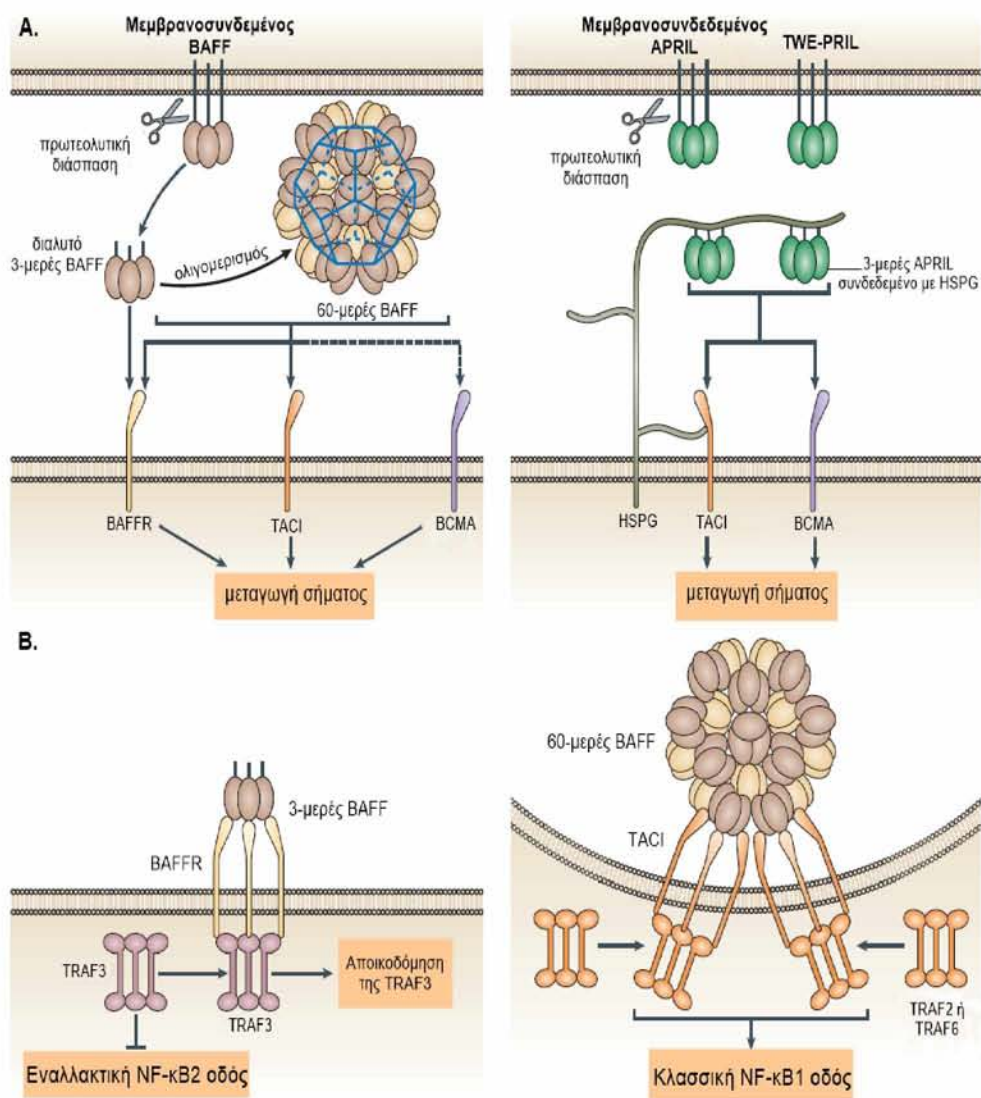 A.
Μεμβρανοσυνδεμένος
BAFF
πρωτεολυτική
διάσπαση
διαλυτό
3-μερές BAFF
ολιγομερισμός
60-μερές BAFF
BAFFR
TACI
BCMA
μεταγωγή σήματος
Μεμβρανοσυνδεδεμένος
APRIL
TWE-PRIL
πρωτεολυτική
διάσπαση
3-μερές APRIL
συνδεδεμένο με HSPG
HSPG
TACI
BCMA
μεταγωγή σήματος
B.
3-μερές BAFF
BAFFR
TRAF3
TRAF3
Αποικοδόμηση
της TRAF3
Εναλλακτική NF-κB2 οδός
60-μερές BAFF
TACI
TRAF2 ή
TRAF6
Κλασσική NF-κB1 οδός